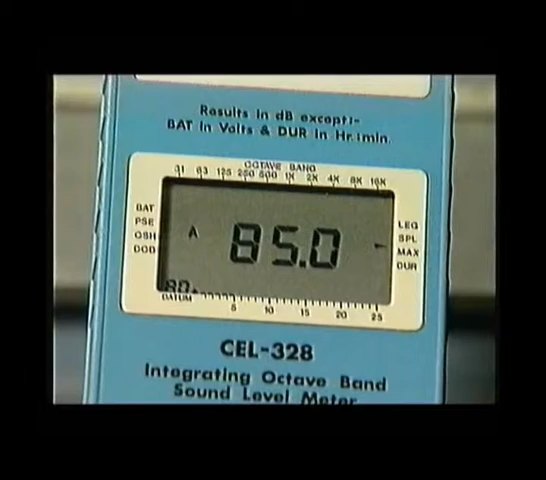 Results in dB except:-
BAT in Volts & DUR in Hr.:min.
OCTAVE BAND
31 63 125 250 500 1K 2K 4K 8K 16K
BAT
PSE
OSH
DOD
A 85.0
LEQ
SPL
MAX
DUR
80
DATUM 5 10 15 20 25
CEL-328
Integrating Octave Band
Sound Level Meter